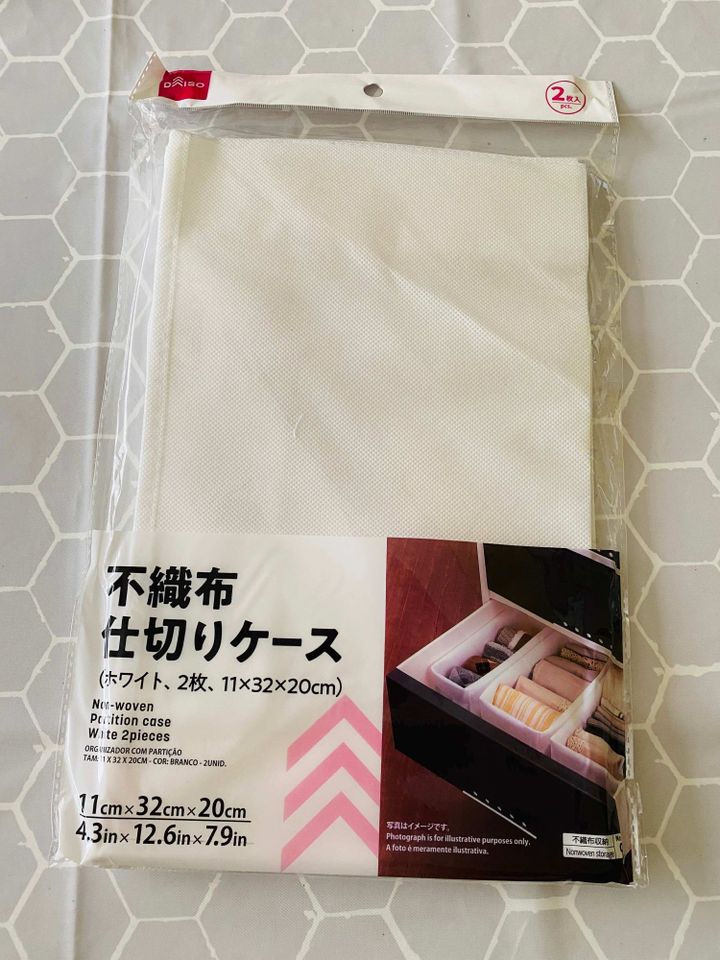 DAISO
2枚入
pcs.
不織布
仕切りケース
(ホワイト、2枚、11×32×20cm)
Non-woven
Partition case
White 2pieces
ORGANIZADOR COM PARTIÇÃO
TAM: 11 X 32 X 20CM - COR: BRANCO - 2UNID.
11cm×32cm×20cm
4.3in×12.6in×7.9in
写真はイメージです。
Photograph is for illustrative purposes only.
A foto é meramente ilustrativa.
不織布収納
Nonwoven storage